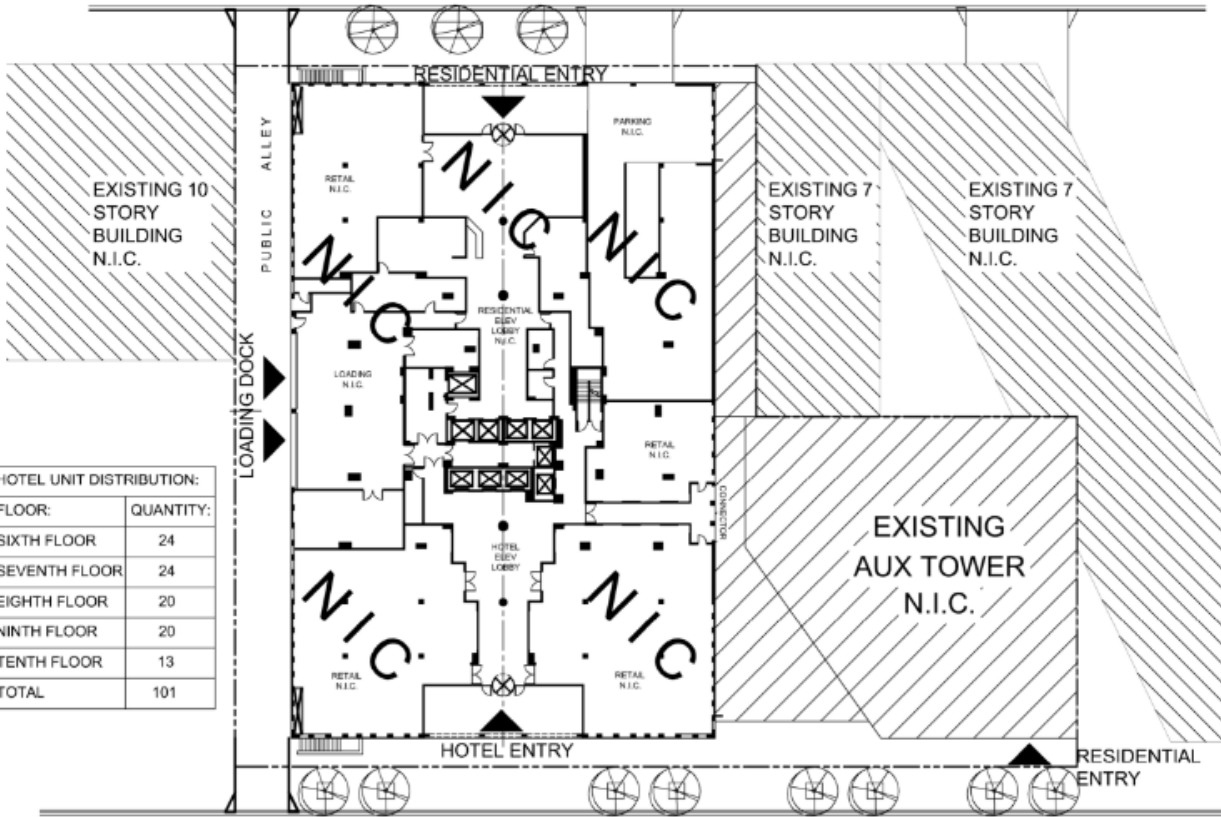 RESIDENTIAL ENTRY
PUBLIC ALLEY
PARKING
N.I.C.
RETAIL
N.I.C.
NIC
NIC
NIC
EXISTING 10
STORY
BUILDING
N.I.C.
EXISTING 7
STORY
BUILDING
N.I.C.
EXISTING 7
STORY
BUILDING
N.I.C.
RESIDENTIAL
ELEV
LOBBY
N.I.C.
LOADING DOCK
LOADING
N.I.C.
RETAIL
N.I.C.
CONNECTOR
HOTEL UNIT DISTRIBUTION:
FLOOR: QUANTITY:
SIXTH FLOOR 24
SEVENTH FLOOR 24
EIGHTH FLOOR 20
NINTH FLOOR 20
TENTH FLOOR 13
TOTAL 101
HOTEL
ELEV
LOBBY
EXISTING
AUX TOWER
N.I.C.
NIC
NIC
RETAIL
N.I.C.
RETAIL
N.I.C.
HOTEL ENTRY
RESIDENTIAL
ENTRY